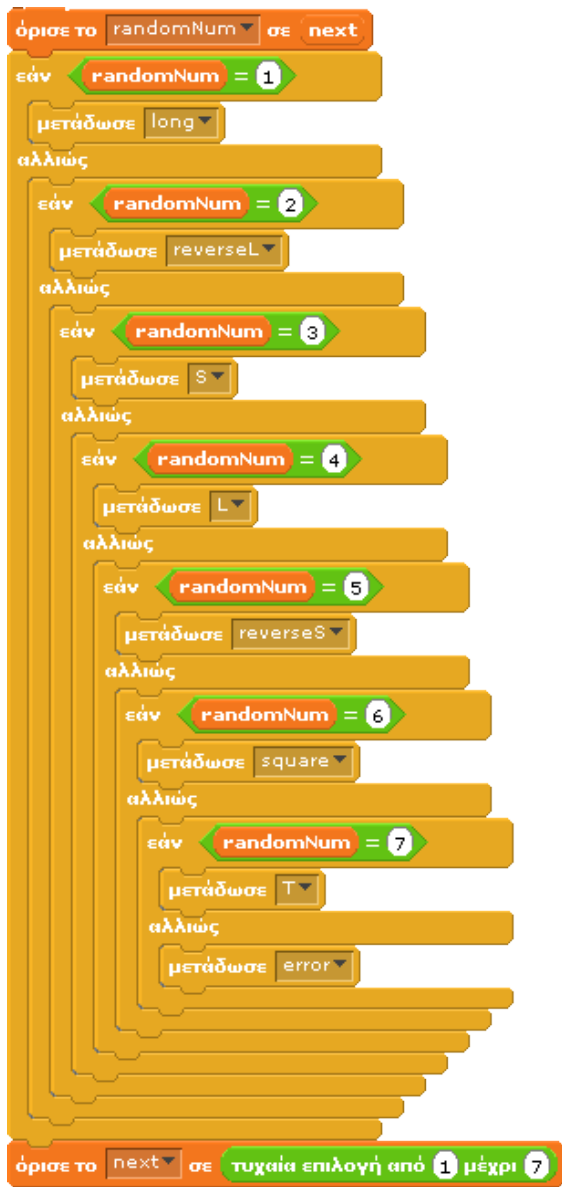 όρισε το randomNum σε next
εάν randomNum = 1
μετάδωσε long
αλλιώς
εάν randomNum = 2
μετάδωσε reverseL
αλλιώς
εάν randomNum = 3
μετάδωσε S
αλλιώς
εάν randomNum = 4
μετάδωσε L
αλλιώς
εάν randomNum = 5
μετάδωσε reverseS
αλλιώς
εάν randomNum = 6
μετάδωσε square
αλλιώς
εάν randomNum = 7
μετάδωσε T
αλλιώς
μετάδωσε error
όρισε το next σε τυχαία επιλογή από 1 μέχρι 7